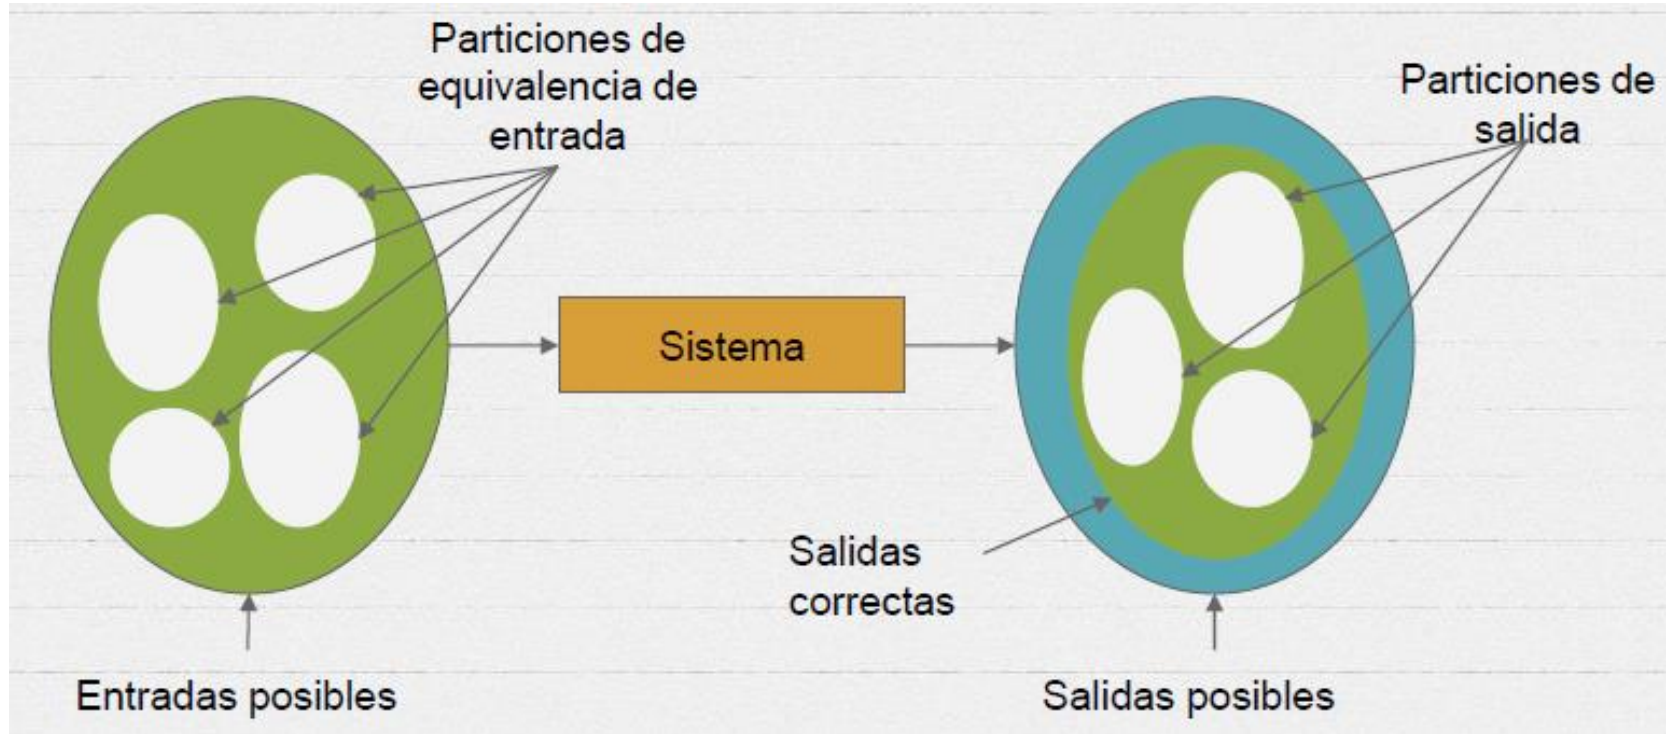 Particiones de
equivalencia de
entrada
Particiones de
salida
Sistema
Salidas
correctas
Entradas posibles
Salidas posibles